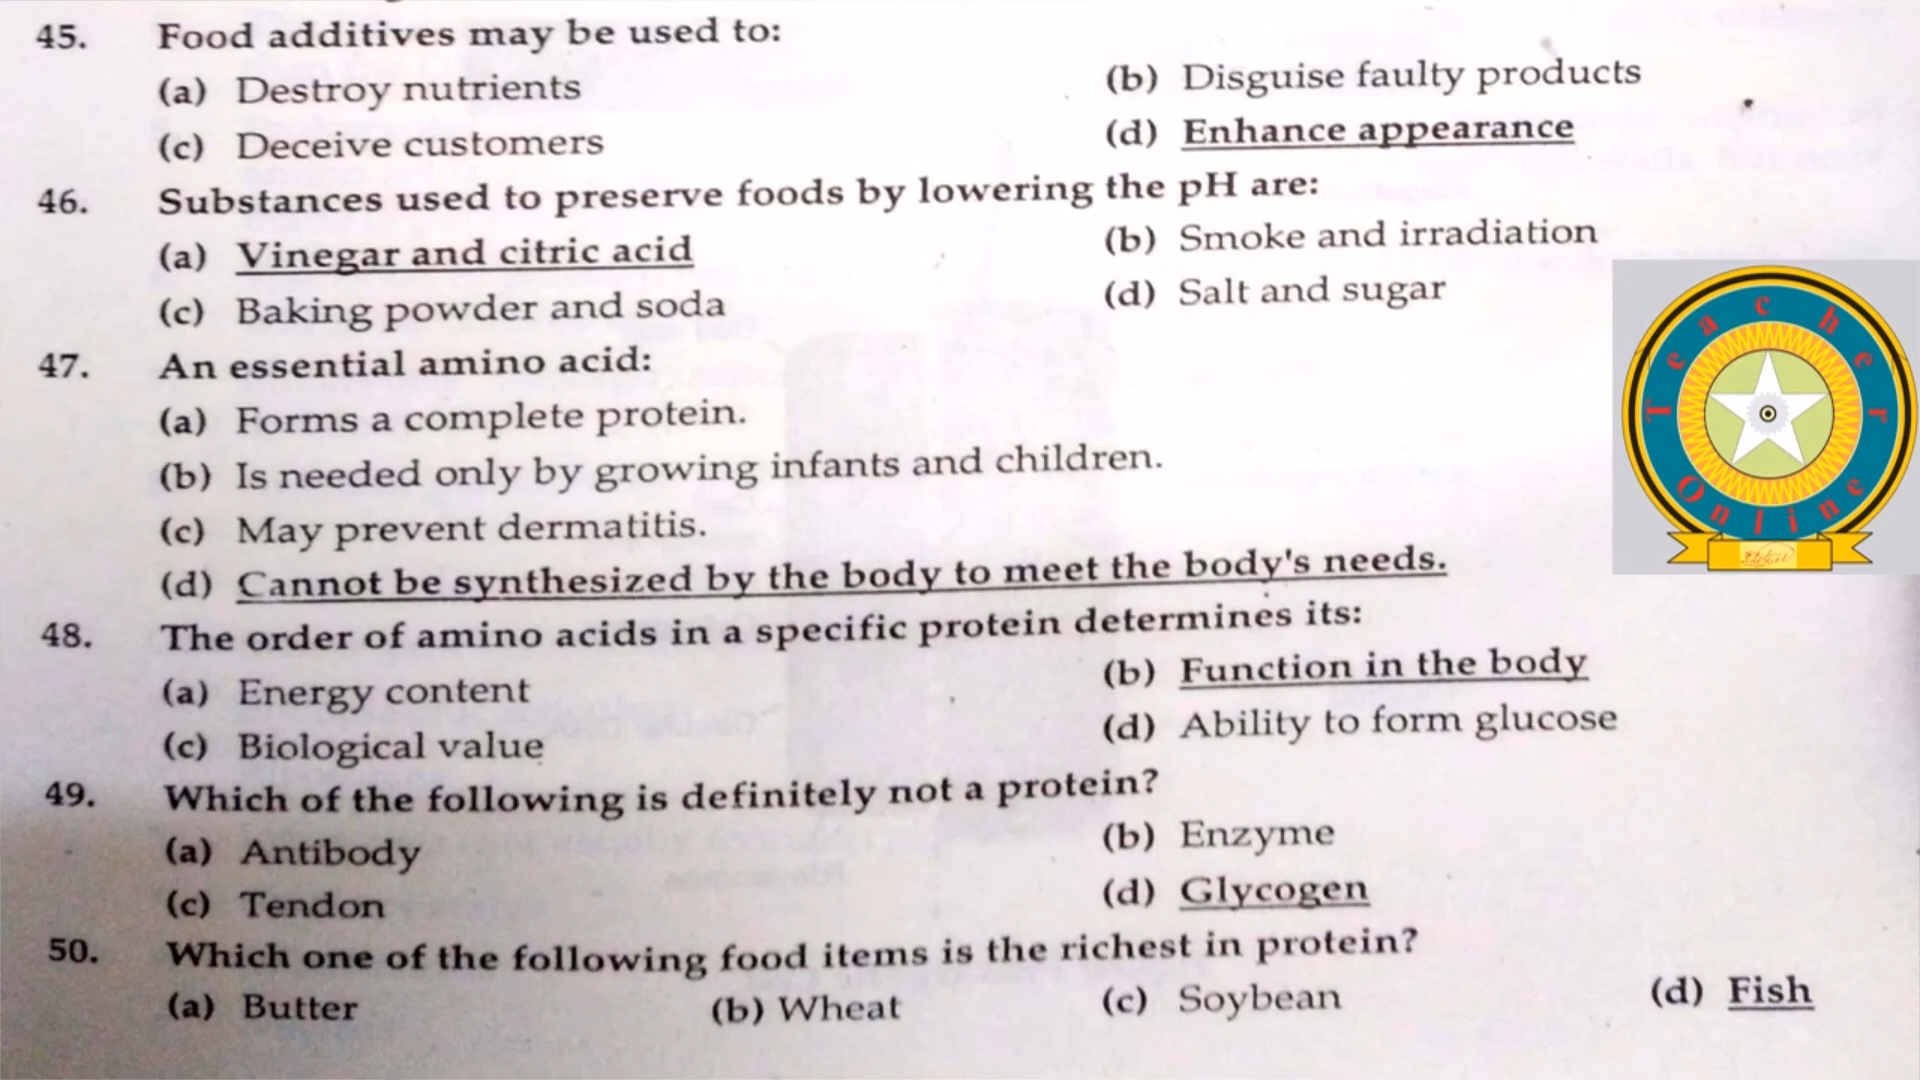 45. Food additives may be used to:
(a) Destroy nutrients (b) Disguise faulty products
(c) Deceive customers (d) Enhance appearance
46. Substances used to preserve foods by lowering the pH are:
(a) Vinegar and citric acid (b) Smoke and irradiation
(c) Baking powder and soda (d) Salt and sugar
47. An essential amino acid:
(a) Forms a complete protein.
(b) Is needed only by growing infants and children.
(c) May prevent dermatitis.
(d) Cannot be synthesized by the body to meet the body's needs.
48. The order of amino acids in a specific protein determines its:
(a) Energy content (b) Function in the body
(c) Biological value (d) Ability to form glucose
49. Which of the following is definitely not a protein?
(a) Antibody (b) Enzyme
(c) Tendon (d) Glycogen
50. Which one of the following food items is the richest in protein?
(a) Butter (b) Wheat (c) Soybean (d) Fish
Teacher
Online